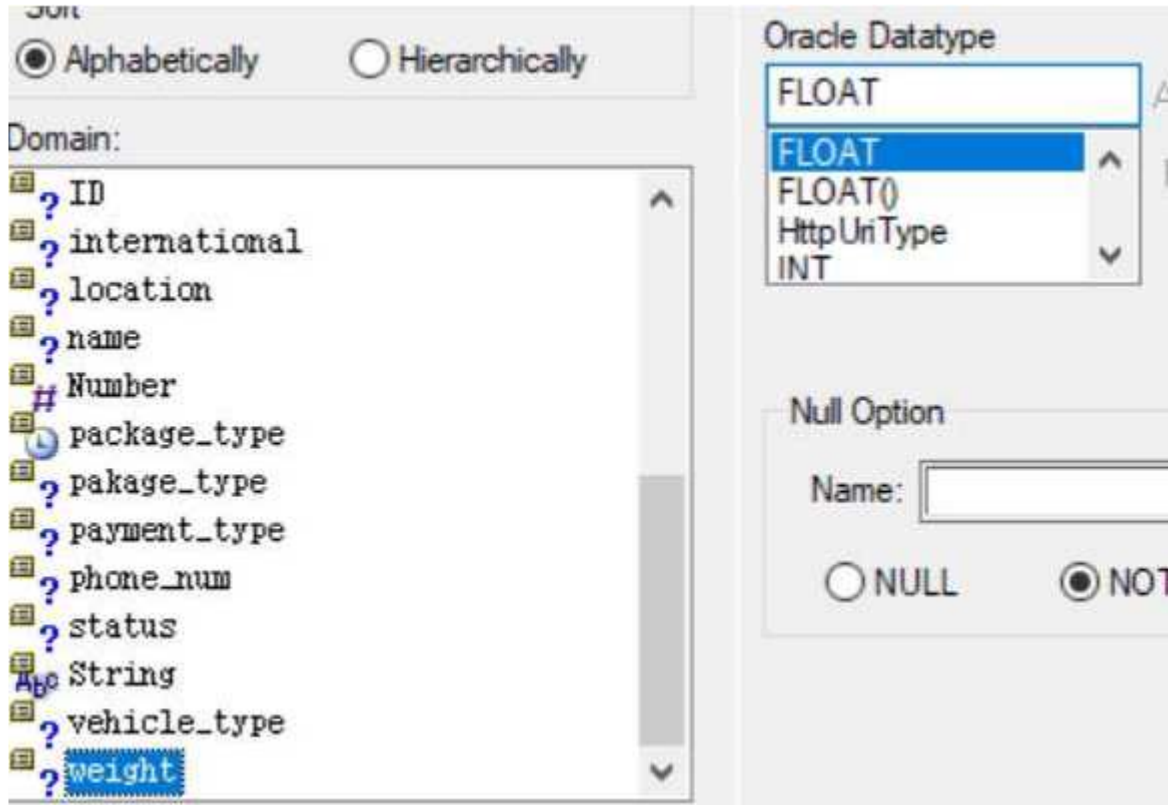 Sort
Alphabetically
Hierarchically
Domain:
ID
international
location
name
Number
package_type
pakage_type
payment_type
phone_num
status
String
vehicle_type
weight
Oracle Datatype
FLOAT
FLOAT
FLOAT()
HttpUriType
INT
Null Option
Name:
NULL
NOT